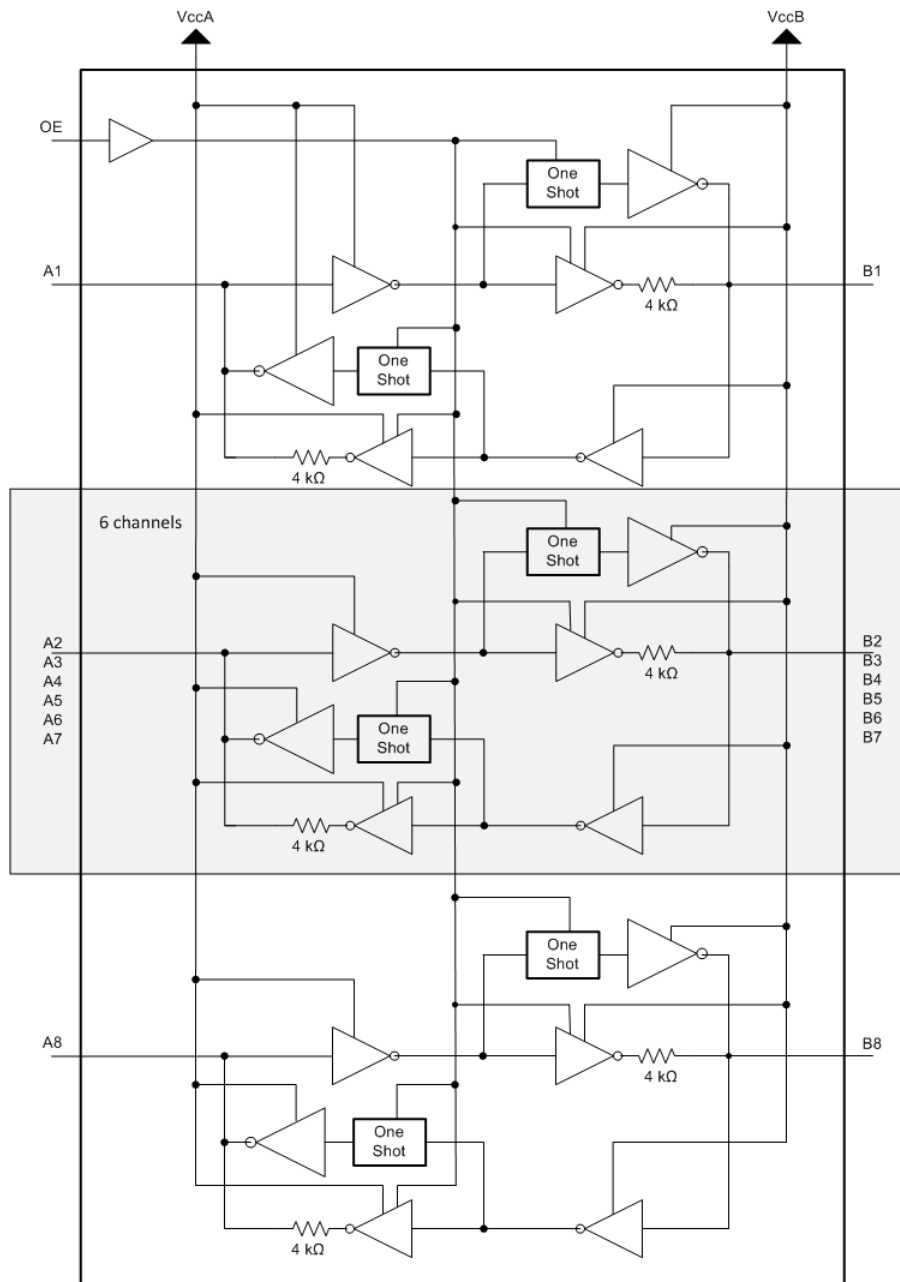 VccA
VccB
OE
One
Shot
A1
B1
4 kΩ
One
Shot
4 kΩ
6 channels
One
Shot
A2
A3
A4
A5
A6
A7
B2
B3
B4
B5
B6
B7
4 kΩ
One
Shot
4 kΩ
One
Shot
A8
B8
4 kΩ
One
Shot
4 kΩ